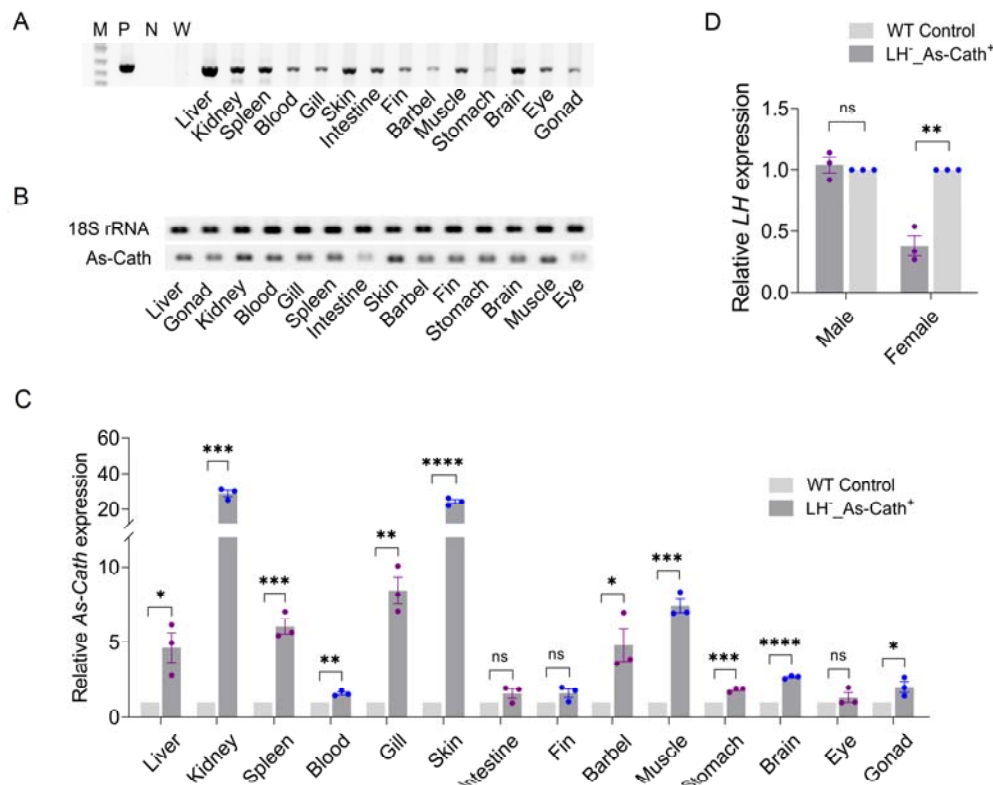 A
M P N W
Liver Kidney Spleen Blood Gill Skin Intestine Fin Barbel Muscle Stomach Brain Eye Gonad
B
18S rRNA
As-Cath
Liver Gonad Kidney Blood Gill Spleen Intestine Skin Barbel Fin Stomach Brain Muscle Eye
D
WT Control
LH⁻_As-Cath⁺
Relative LH expression
1.5
1.0
0.5
0.0
ns **
Male Female
C
Relative As-Cath expression
60
40
20
10
5
0
* *** *** ** ** **** ns ns * *** *** **** ns *
WT Control
LH⁻_As-Cath⁺
Liver Kidney Spleen Blood Gill Skin Intestine Fin Barbel Muscle Stomach Brain Eye Gonad